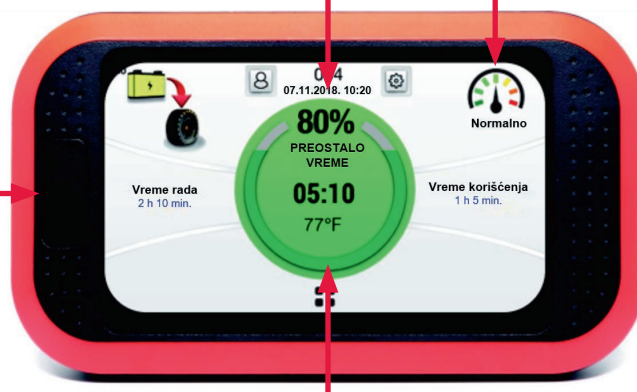 07.11.2018. 10:20
Normalno
80%
PREOSTALO
VREME
05:10
77°F
Vreme rada
2 h 10 min.
Vreme korišćenja
1 h 5 min.